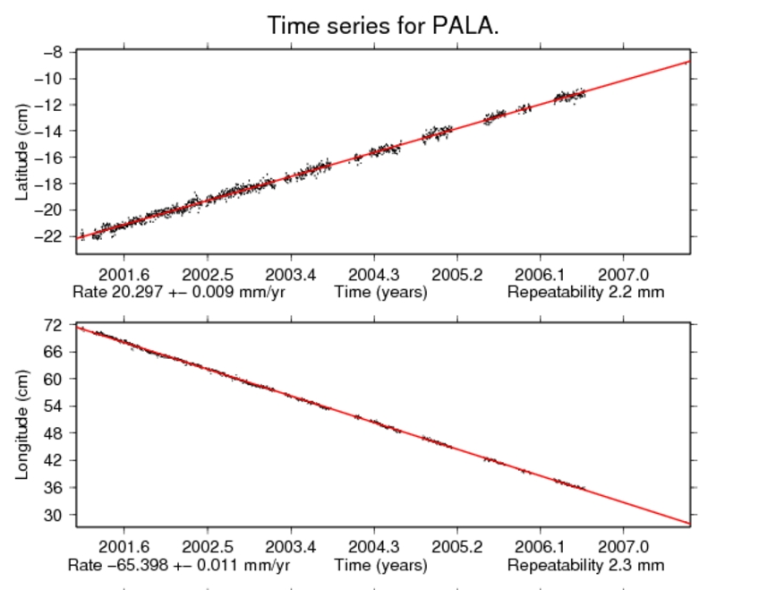 Time series for PALA.
−8
−10
−12
−14
−16
−18
−20
−22
Latitude (cm)
2001.6 2002.5 2003.4 2004.3 2005.2 2006.1 2007.0
Rate 20.297 +− 0.009 mm/yr Time (years) Repeatability 2.2 mm
72
66
60
54
48
42
36
30
Longitude (cm)
2001.6 2002.5 2003.4 2004.3 2005.2 2006.1 2007.0
Rate −65.398 +− 0.011 mm/yr Time (years) Repeatability 2.3 mm